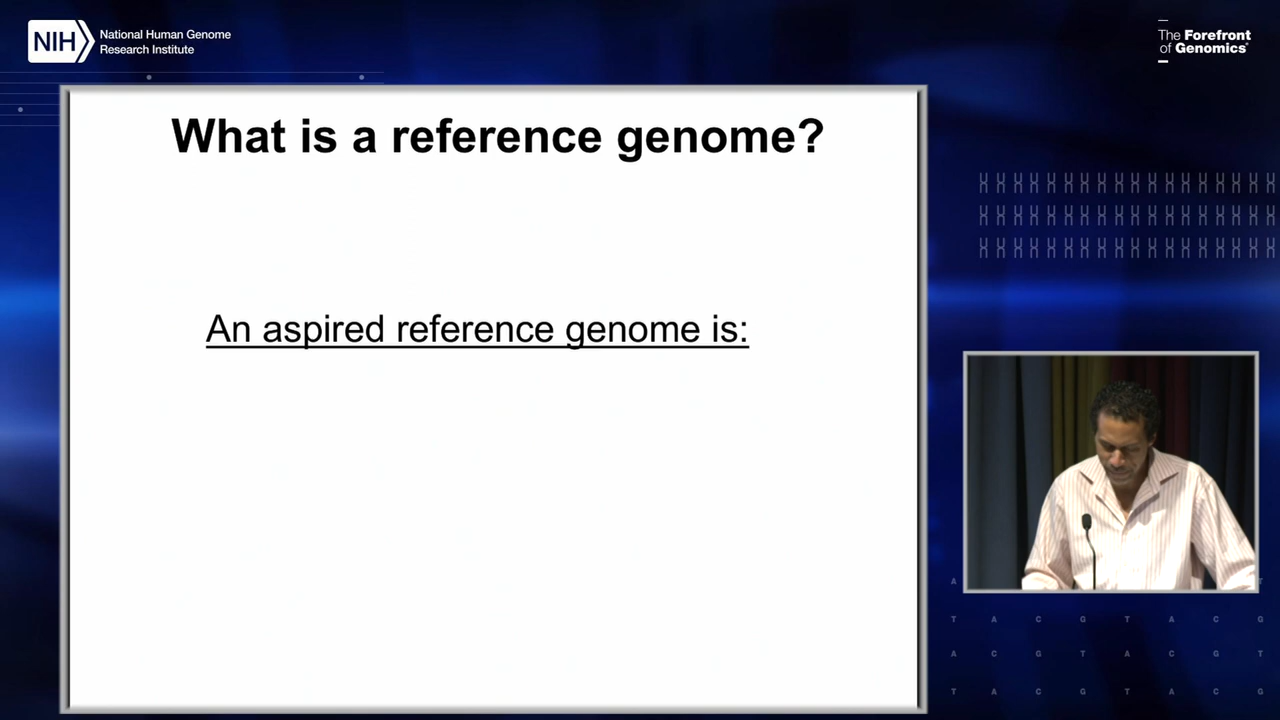 NIH
National Human Genome
Research Institute
The Forefront
of Genomics®
What is a reference genome?
An aspired reference genome is:
A T
T A C G T A C G
A C G T A C G T
T A C G T A C G